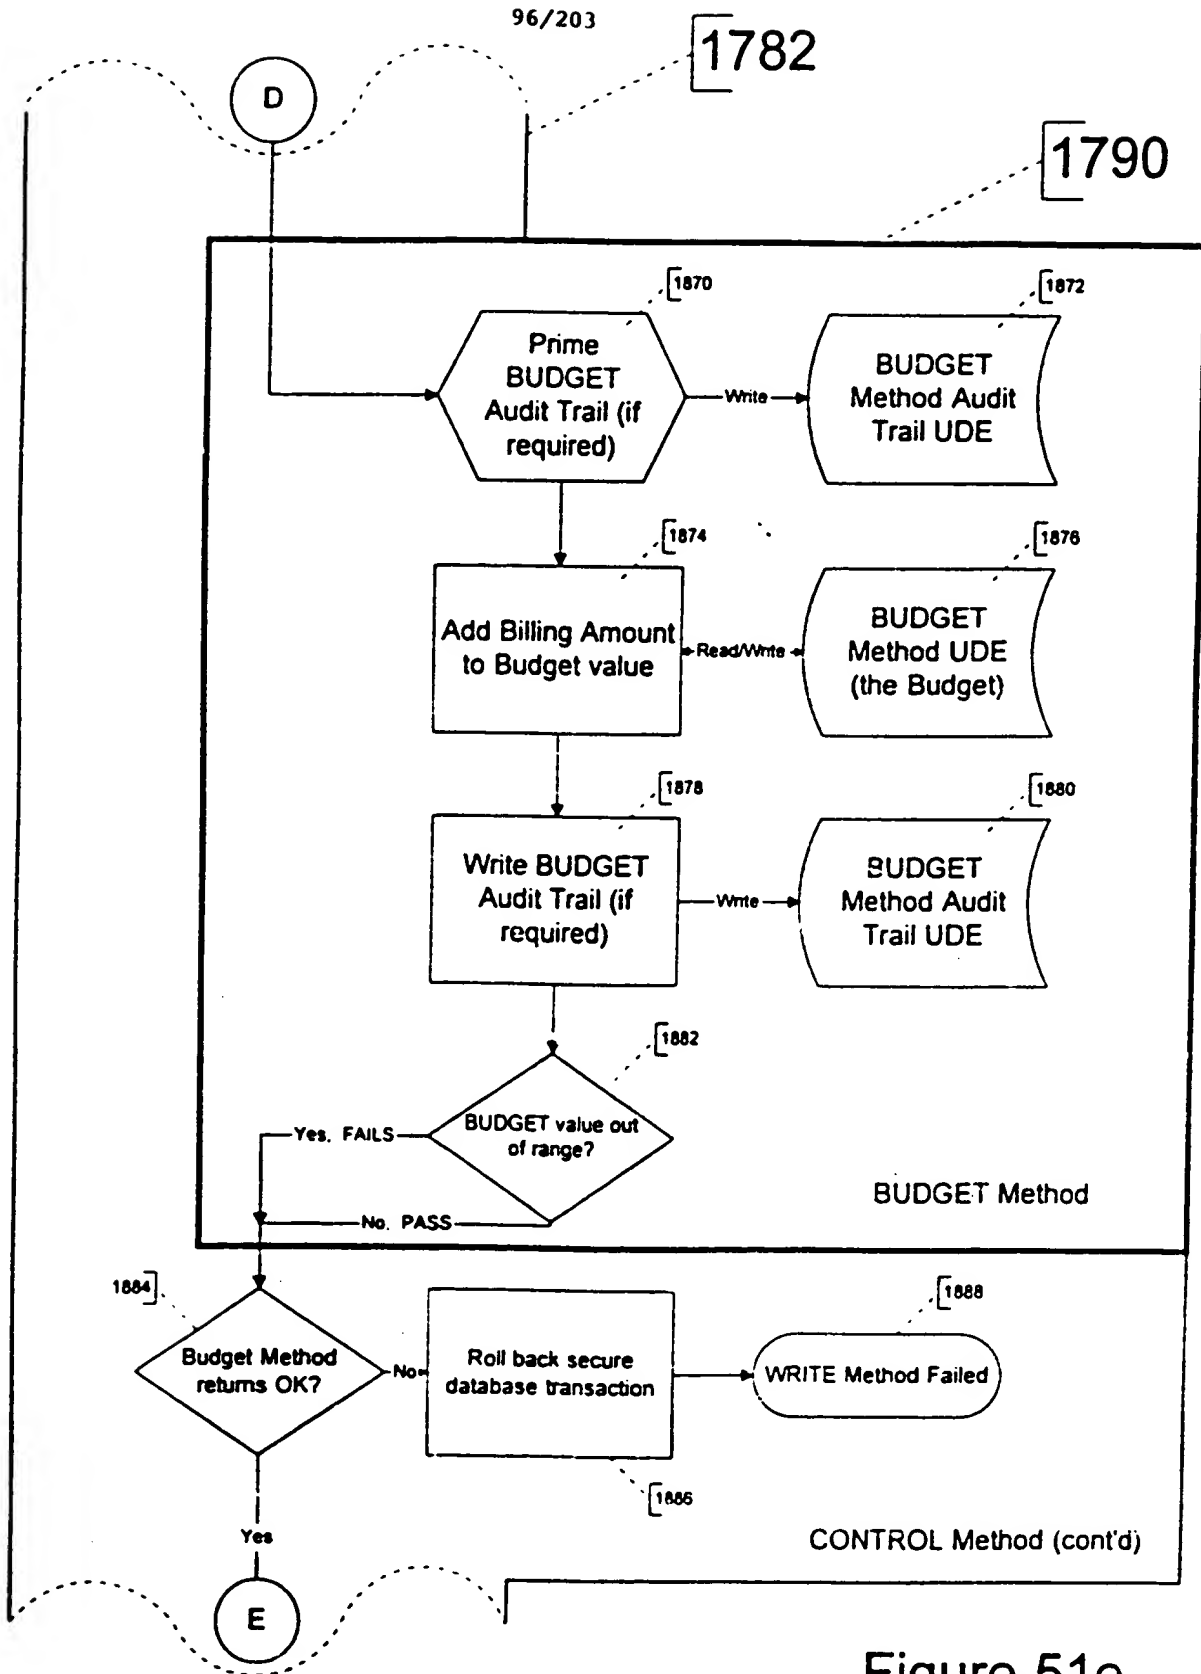 96/203
1782
D
1790
1870
1872
Prime
BUDGET
Audit Trail (if
required)
Write
BUDGET
Method Audit
Trail UDE
1874
1876
Add Billing Amount
to Budget value
Read/Write
BUDGET
Method UDE
(the Budget)
1878
1880
Write BUDGET
Audit Trail (if
required)
Write
BUDGET
Method Audit
Trail UDE
1882
BUDGET value out
of range?
Yes, FAILS
No, PASS
BUDGET Method
1884
1888
Budget Method
returns OK?
No
Roll back secure
database transaction
WRITE Method Failed
1886
Yes
CONTROL Method (cont'd)
E
Figure 51e